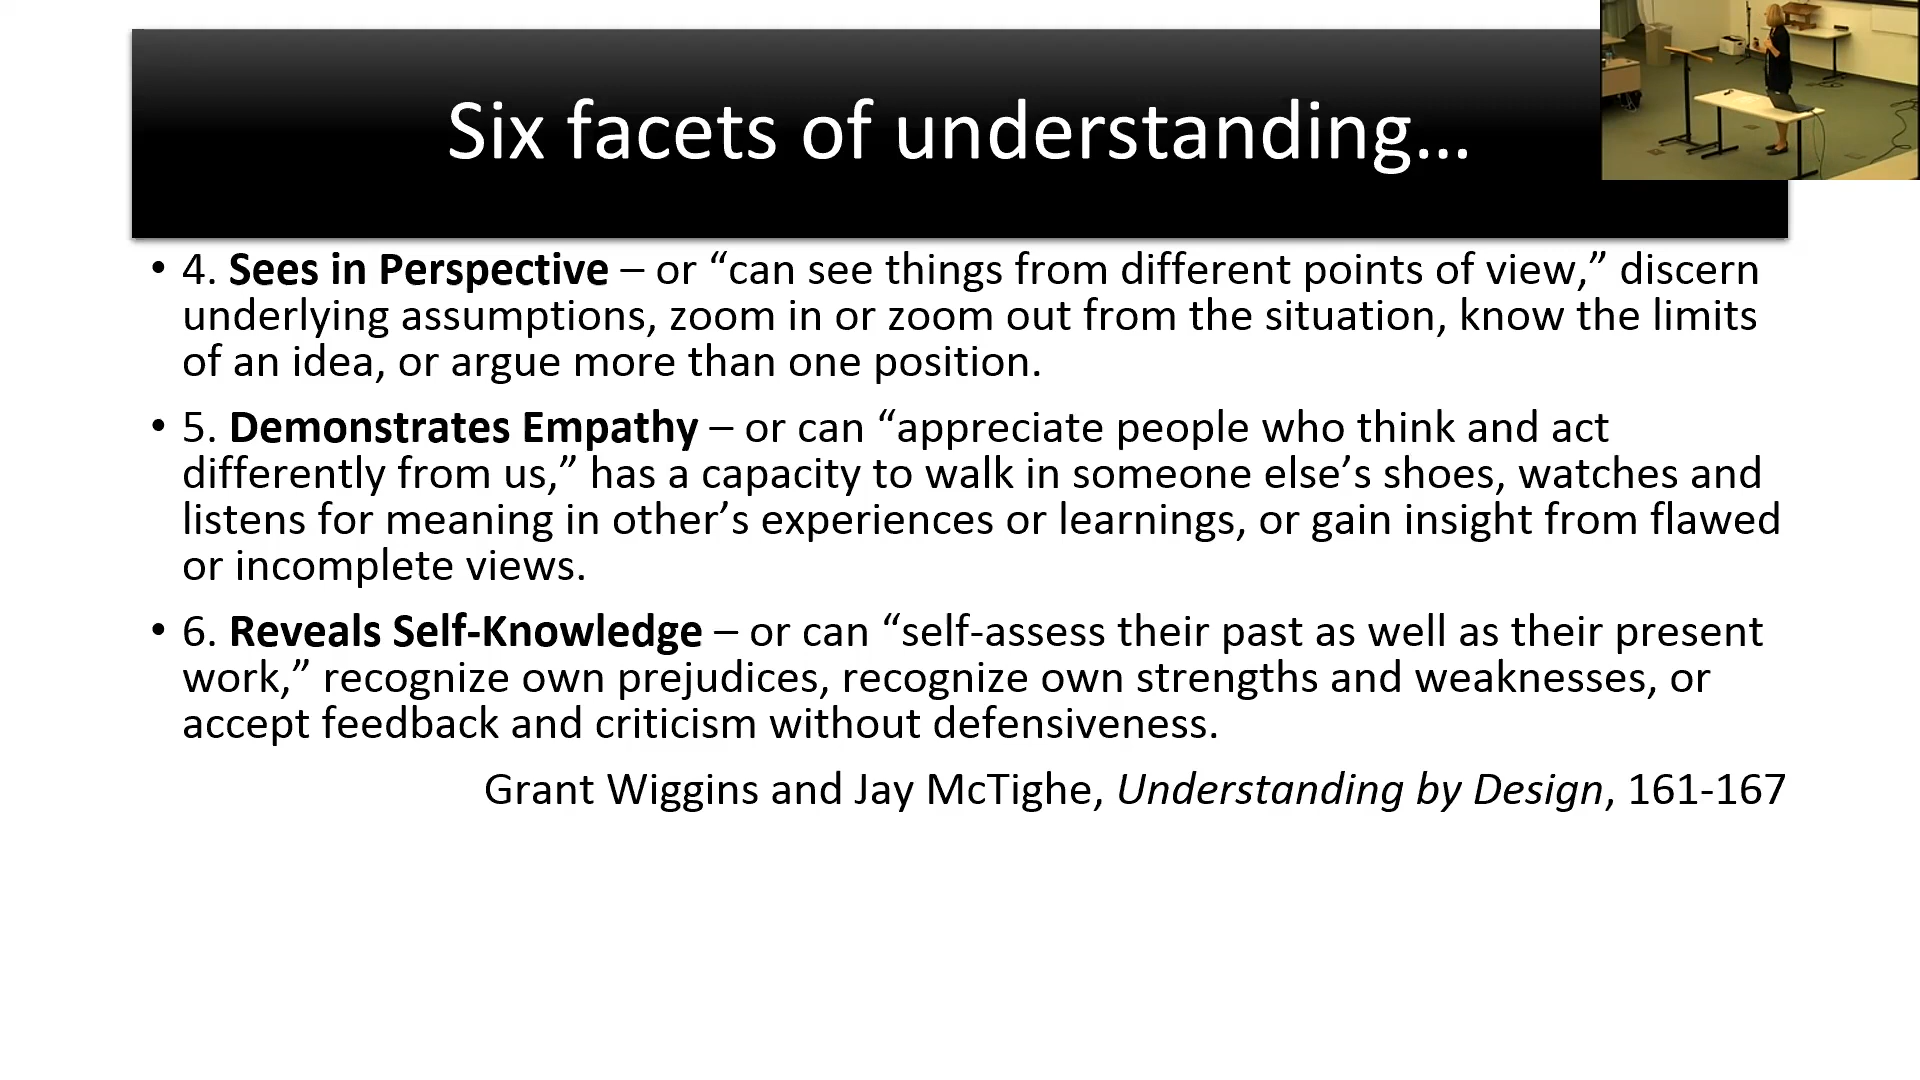 Six facets of understanding…
• 4. Sees in Perspective – or “can see things from different points of view,” discern
underlying assumptions, zoom in or zoom out from the situation, know the limits
of an idea, or argue more than one position.
• 5. Demonstrates Empathy – or can “appreciate people who think and act
differently from us,” has a capacity to walk in someone else’s shoes, watches and
listens for meaning in other’s experiences or learnings, or gain insight from flawed
or incomplete views.
• 6. Reveals Self-Knowledge – or can “self-assess their past as well as their present
work,” recognize own prejudices, recognize own strengths and weaknesses, or
accept feedback and criticism without defensiveness.
Grant Wiggins and Jay McTighe, Understanding by Design, 161-167